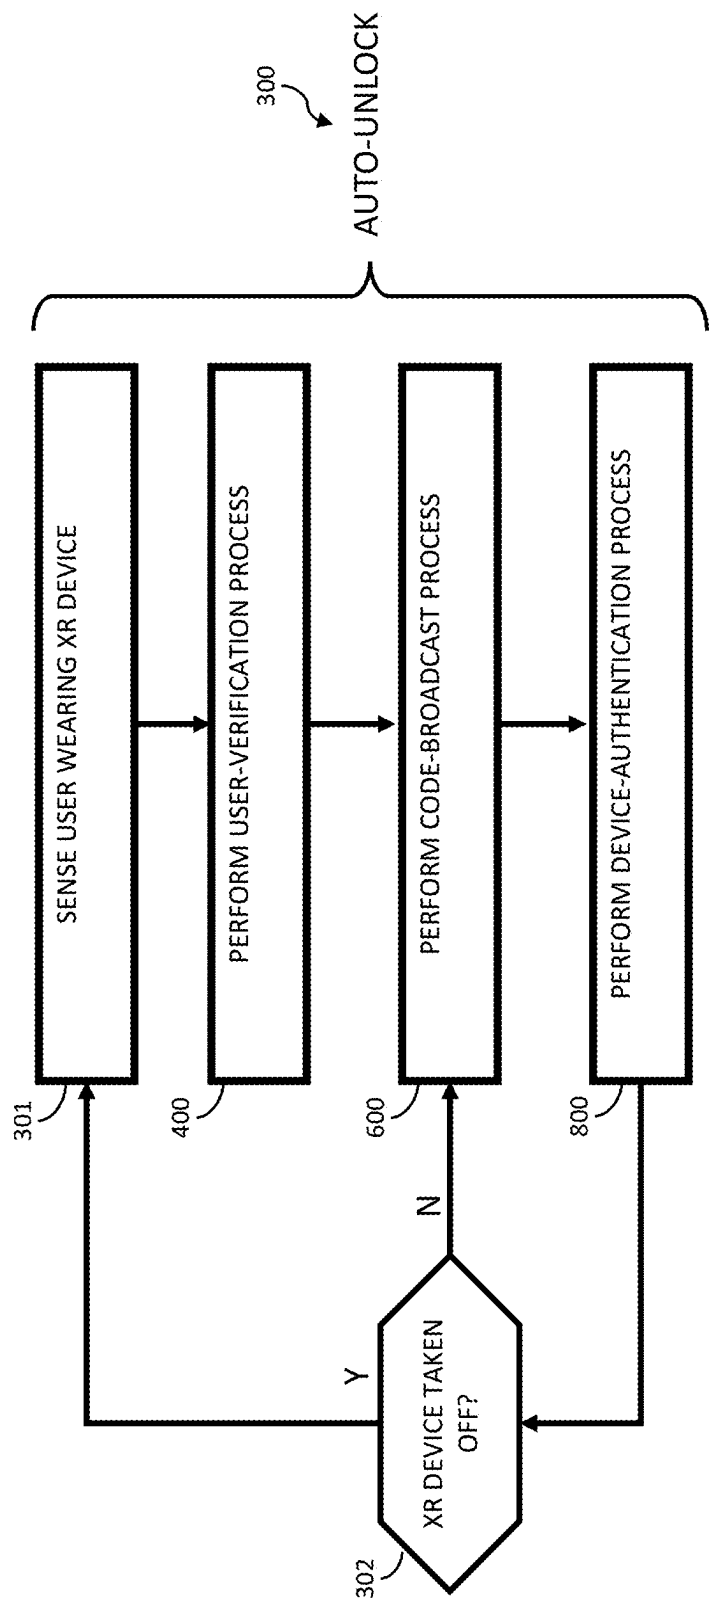 300
AUTO-UNLOCK
301
SENSE USER WEARING XR DEVICE
400
PERFORM USER-VERIFICATION PROCESS
600
PERFORM CODE-BROADCAST PROCESS
800
PERFORM DEVICE-AUTHENTICATION PROCESS
Y
N
302
XR DEVICE TAKEN
OFF?